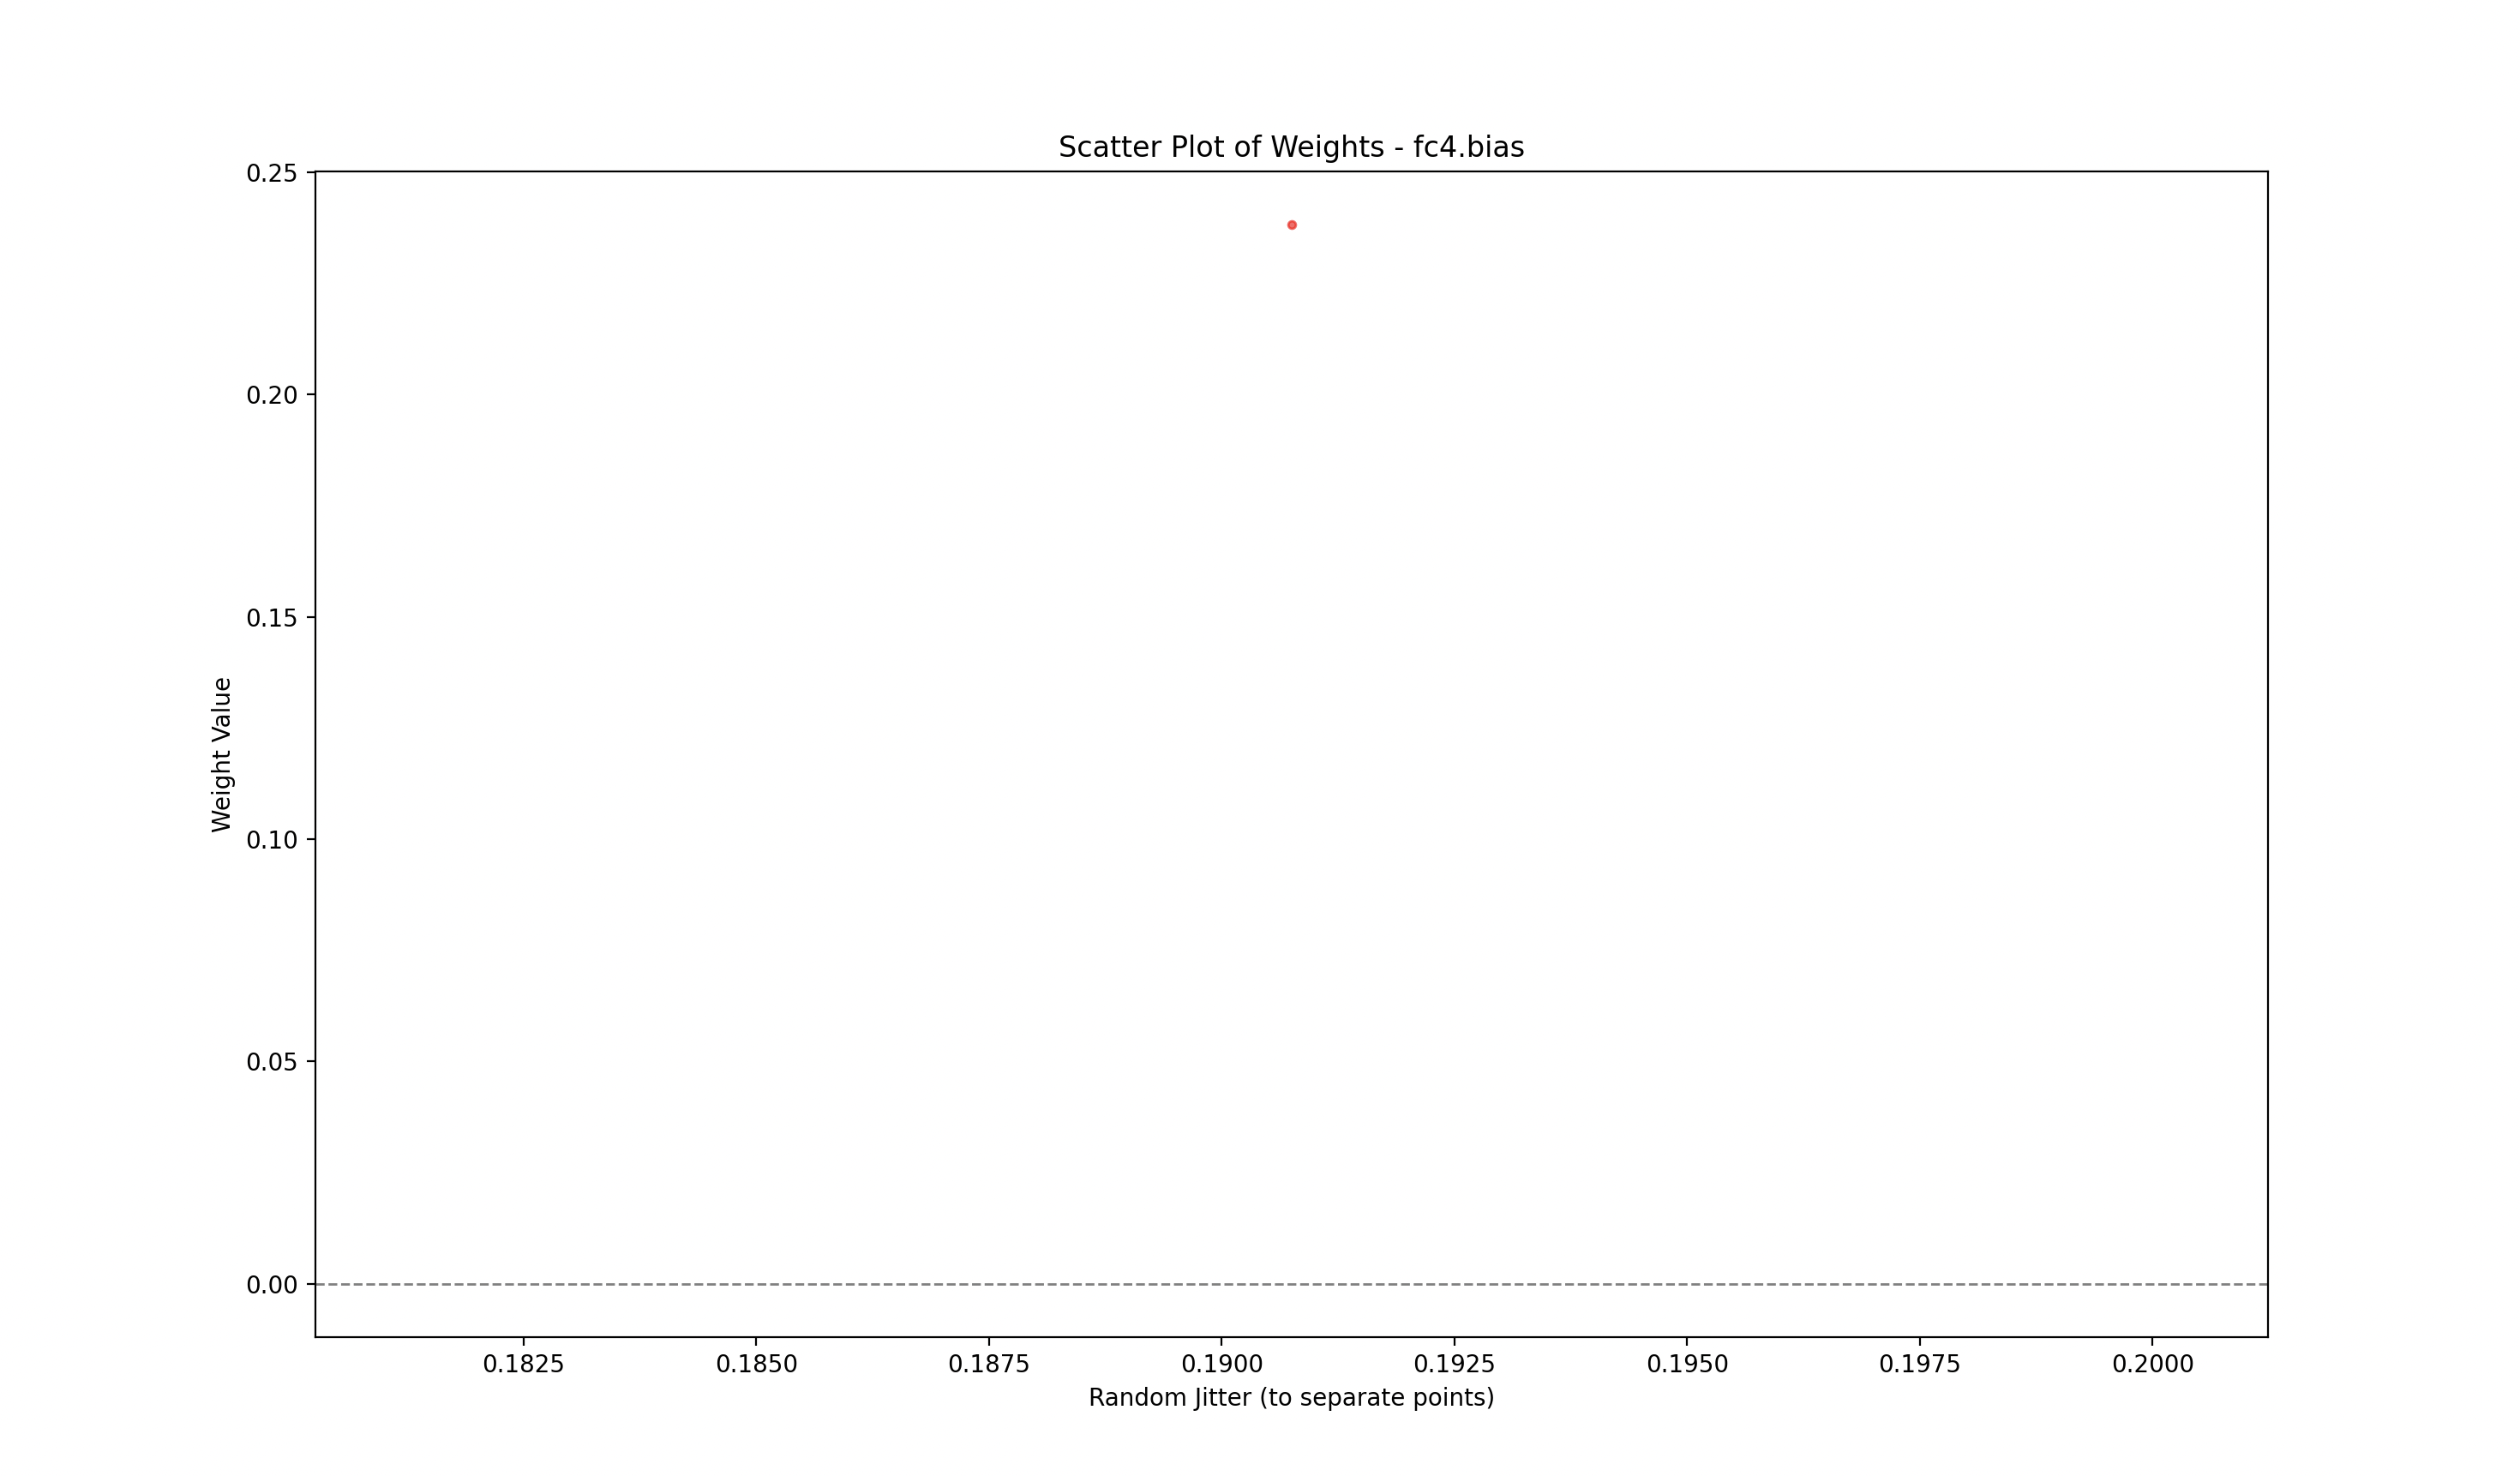 Scatter Plot of Weights - fc4.bias
0.25
0.20
0.15
0.10
0.05
0.00
Weight Value
0.1825 0.1850 0.1875 0.1900 0.1925 0.1950 0.1975 0.2000
Random Jitter (to separate points)